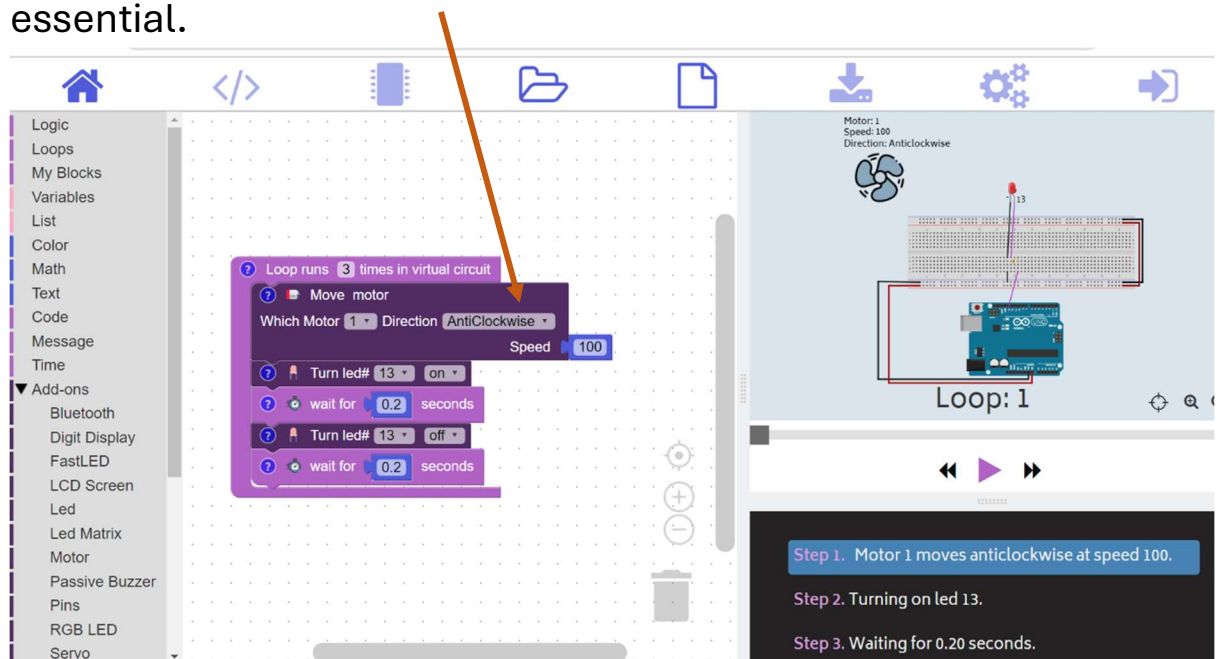 essential.
</>
Logic
Loops
My Blocks
Variables
List
Color
Math
Text
Code
Message
Time
▼ Add-ons
Bluetooth
Digit Display
FastLED
LCD Screen
Led
Led Matrix
Motor
Passive Buzzer
Pins
RGB LED
Servo
? Loop runs 3 times in virtual circuit
? Move motor
Which Motor 1 Direction AntiClockwise
Speed 100
? Turn led# 13 on
? wait for 0.2 seconds
? Turn led# 13 off
? wait for 0.2 seconds
Motor: 1
Speed: 100
Direction: Anticlockwise
13
Loop: 1
Step 1. Motor 1 moves anticlockwise at speed 100.
Step 2. Turning on led 13.
Step 3. Waiting for 0.20 seconds.